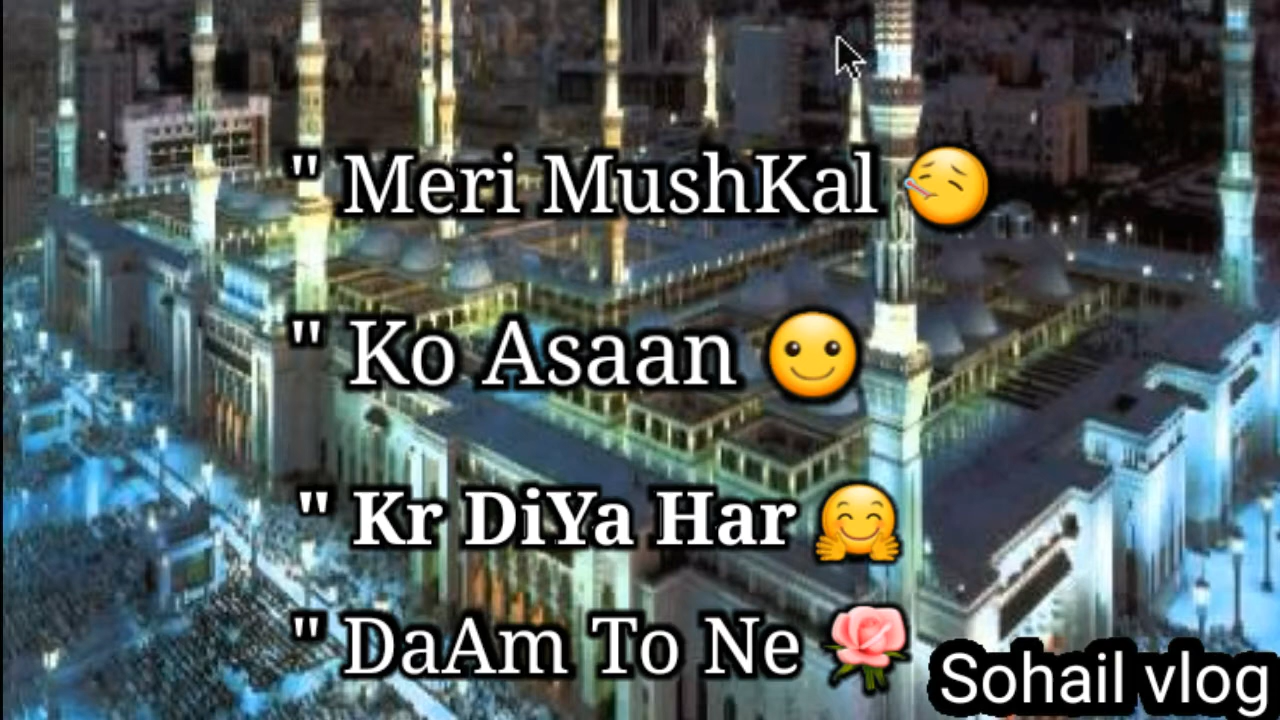 " Meri MushKal 🤒
" Ko Asaan 🙂
" Kr DiYa Har 🤗
" DaAm To Ne 🌹
Sohail vlog